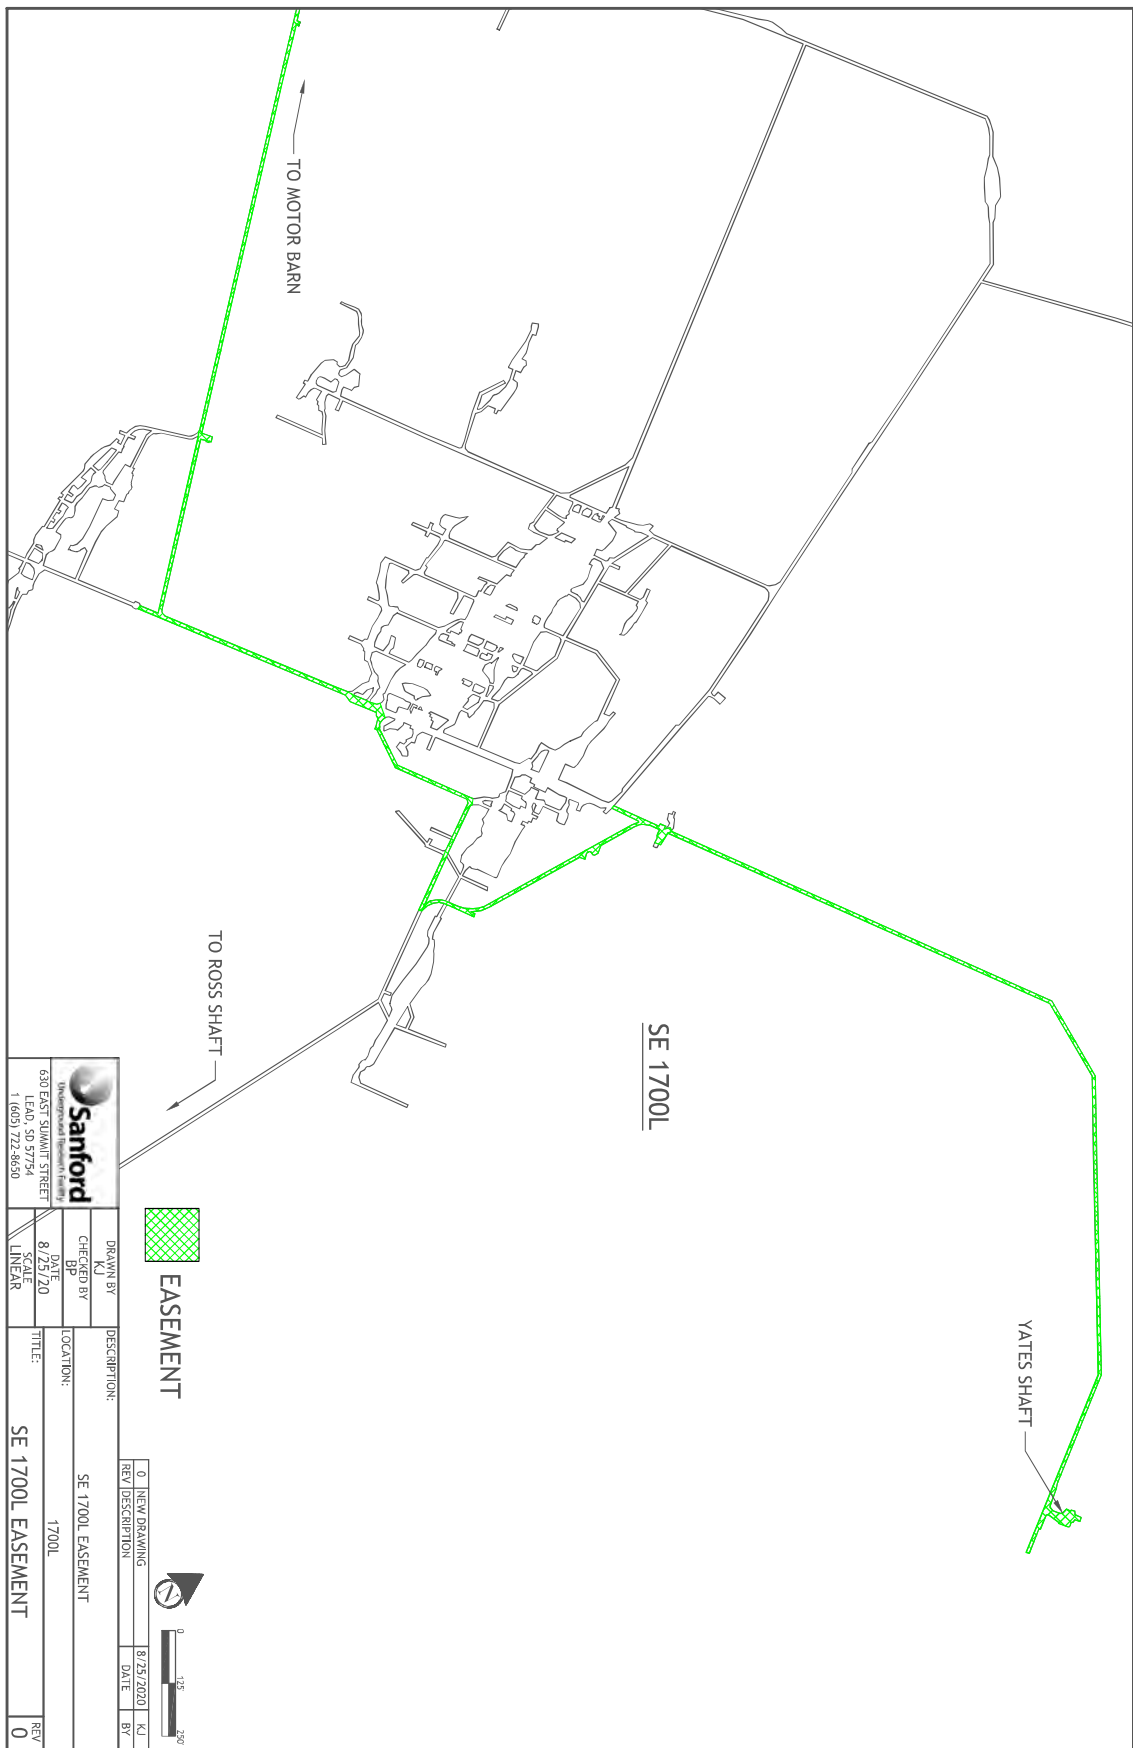 TO MOTOR BARN
YATES SHAFT
SE 1700L
TO ROSS SHAFT
EASEMENT
N
0 125' 250'
0 NEW DRAWING 8/25/2020 KJ
REV DESCRIPTION DATE BY
Sanford
Underground Research Facility
630 EAST SUMMIT STREET
LEAD, SD 57754
1 (605) 722-8650
DRAWN BY
KJ
CHECKED BY
BP
DATE
8/25/20
SCALE
LINEAR
DESCRIPTION:
SE 1700L EASEMENT
LOCATION:
1700L
TITLE:
SE 1700L EASEMENT
REV
0